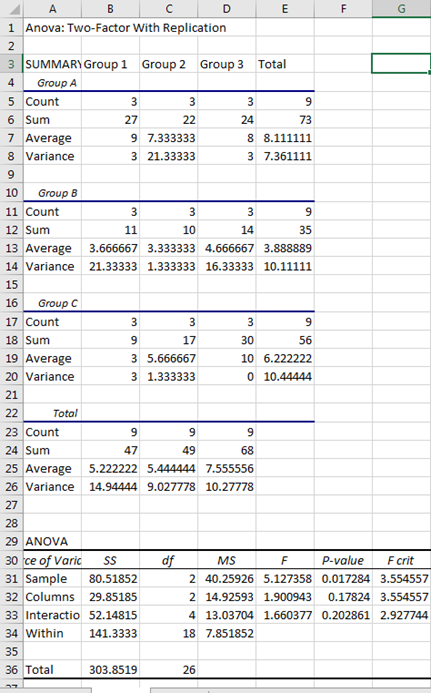 A B C D E F G
1 Anova: Two-Factor With Replication
2
3 SUMMARY Group 1 Group 2 Group 3 Total
4 Group A
5 Count 3 3 3 9
6 Sum 27 22 24 73
7 Average 9 7.333333 8 8.111111
8 Variance 3 21.33333 3 7.361111
9
10 Group B
11 Count 3 3 3 9
12 Sum 11 10 14 35
13 Average 3.666667 3.333333 4.666667 3.888889
14 Variance 21.33333 1.333333 16.33333 10.11111
15
16 Group C
17 Count 3 3 3 9
18 Sum 9 17 30 56
19 Average 3 5.666667 10 6.222222
20 Variance 3 1.333333 0 10.44444
21
22 Total
23 Count 9 9 9
24 Sum 47 49 68
25 Average 5.222222 5.444444 7.555556
26 Variance 14.94444 9.027778 10.27778
27
28
29 ANOVA
30 ce of Varic SS df MS F P-value F crit
31 Sample 80.51852 2 40.25926 5.127358 0.017284 3.554557
32 Columns 29.85185 2 14.92593 1.900943 0.17824 3.554557
33 Interactio 52.14815 4 13.03704 1.660377 0.202861 2.927744
34 Within 141.3333 18 7.851852
35
36 Total 303.8519 26